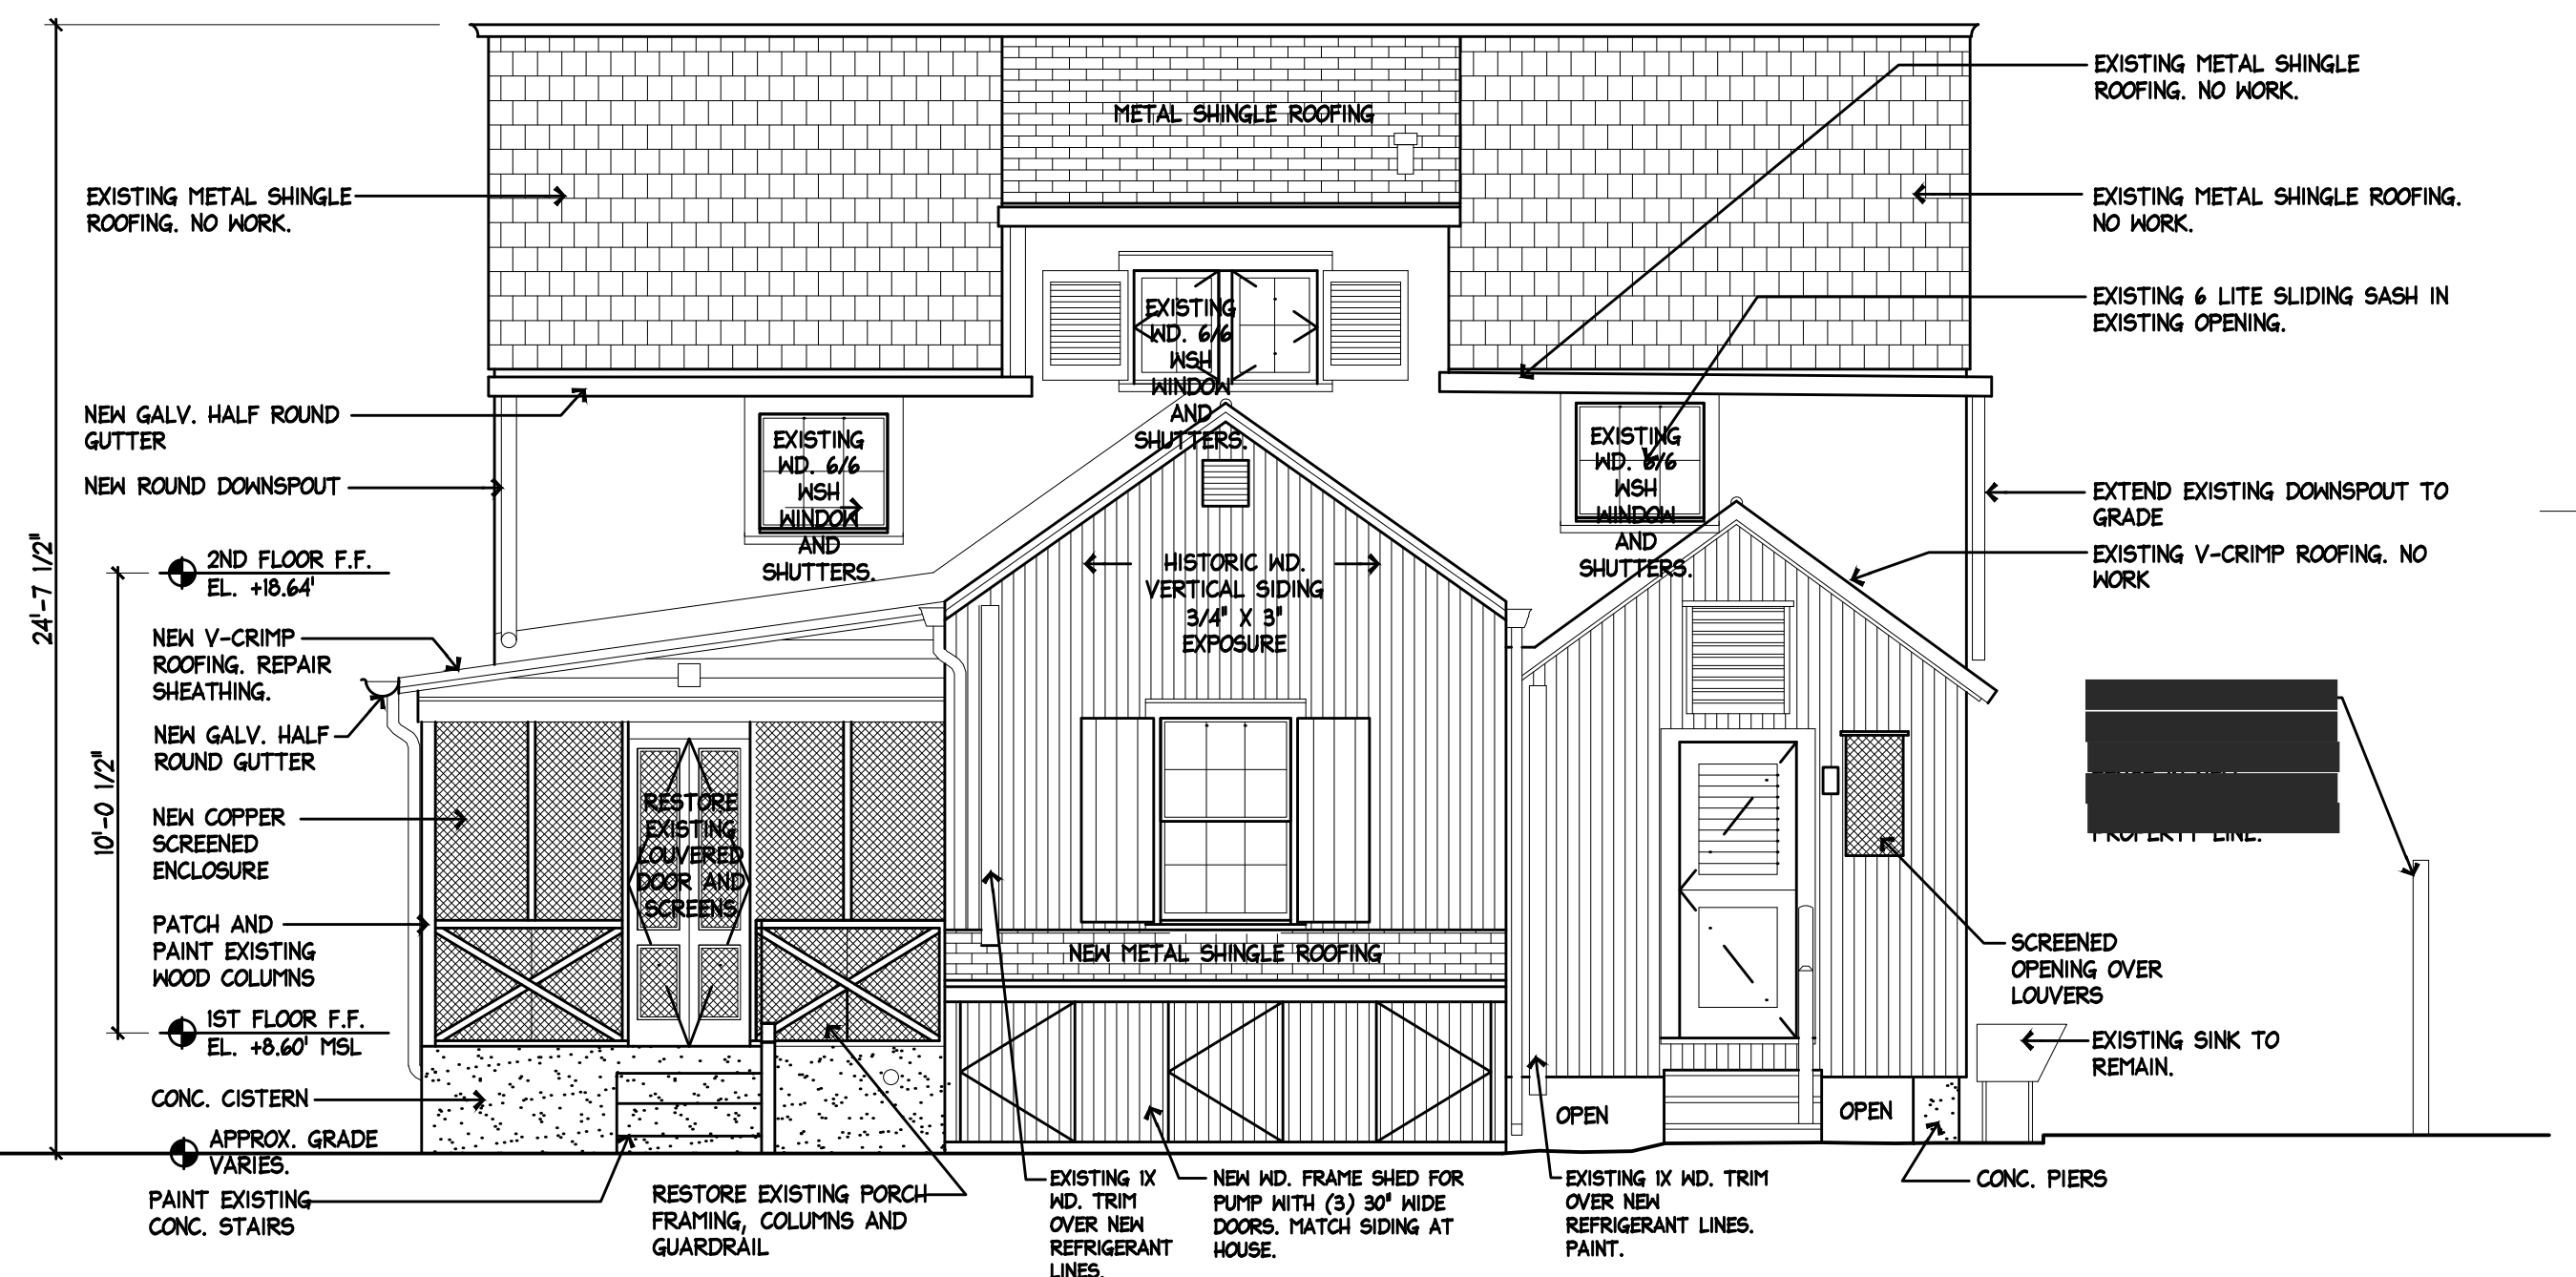 METAL SHINGLE ROOFING
EXISTING METAL SHINGLE
ROOFING. NO WORK.
EXISTING METAL SHINGLE
ROOFING. NO WORK.
EXISTING METAL SHINGLE ROOFING.
NO WORK.
EXISTING 6 LITE SLIDING SASH IN
EXISTING OPENING.
EXISTING
WD. 6/6
WSH
WINDOW
AND
SHUTTERS.
NEW GALV. HALF ROUND
GUTTER
NEW ROUND DOWNSPOUT
EXISTING
WD. 6/6
WSH
WINDOW
AND
SHUTTERS.
EXISTING
WD. 6/6
WSH
WINDOW
AND
SHUTTERS.
EXTEND EXISTING DOWNSPOUT TO
GRADE
EXISTING V-CRIMP ROOFING. NO
WORK
24'-7 1/2"
2ND FLOOR F.F.
EL. +18.64'
HISTORIC WD.
VERTICAL SIDING
3/4" X 3"
EXPOSURE
NEW V-CRIMP
ROOFING. REPAIR
SHEATHING.
NEW GALV. HALF
ROUND GUTTER
10'-0 1/2"
NEW COPPER
SCREENED
ENCLOSURE
RESTORE
EXISTING
LOUVERED
DOOR AND
SCREENS
PROPERTY LINE.
PATCH AND
PAINT EXISTING
WOOD COLUMNS
NEW METAL SHINGLE ROOFING
SCREENED
OPENING OVER
LOUVERS
1ST FLOOR F.F.
EL. +8.60' MSL
EXISTING SINK TO
REMAIN.
CONC. CISTERN
OPEN
OPEN
APPROX. GRADE
VARIES.
PAINT EXISTING
CONC. STAIRS
RESTORE EXISTING PORCH
FRAMING, COLUMNS AND
GUARDRAIL
EXISTING 1X
WD. TRIM
OVER NEW
REFRIGERANT
LINES.
NEW WD. FRAME SHED FOR
PUMP WITH (3) 30" WIDE
DOORS. MATCH SIDING AT
HOUSE.
EXISTING 1X WD. TRIM
OVER NEW
REFRIGERANT LINES.
PAINT.
CONC. PIERS